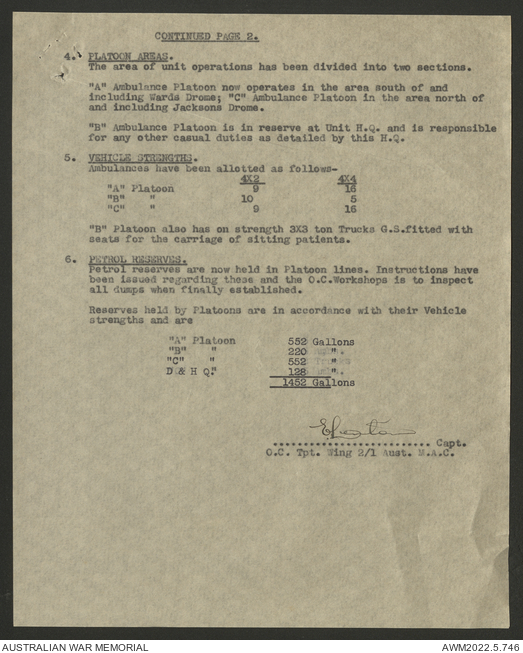 CONTINUED PAGE 2.
4. PLATOON AREAS.
The area of unit operations has been divided into two sections.
"A" Ambulance Platoon now operates in the area south of and
including Wards Drome; "C" Ambulance Platoon in the area north of
and including Jacksons Drome.
"B" Ambulance Platoon is in reserve at Unit H.Q. and is responsible
for any other casual duties as detailed by this H.Q.
5. VEHICLE STRENGTHS.
Ambulances have been allotted as follows-
4X2 4X4
"A" Platoon 9 16
"B" " 10 5
"C" " 9 16
"B" Platoon also has on strength 3X3 ton Trucks G.S.fitted with
seats for the carriage of sitting patients.
6. PETROL RESERVES.
Petrol reserves are now held in Platoon lines. Instructions have
been issued regarding these and the O.C.Workshops is to inspect
all dumps when finally established.
Reserves held by Platoons are in accordance with their Vehicle
strengths and are
"A" Platoon 552 Gallons
"B" " 220 ".
"C" " 552 "
D & H Q." 128 ".
1452 Gallons
.......................... Capt.
O.C. Tpt. Wing 2/1 Aust. M.A.C.
AUSTRALIAN WAR MEMORIAL AWM2022.5.746